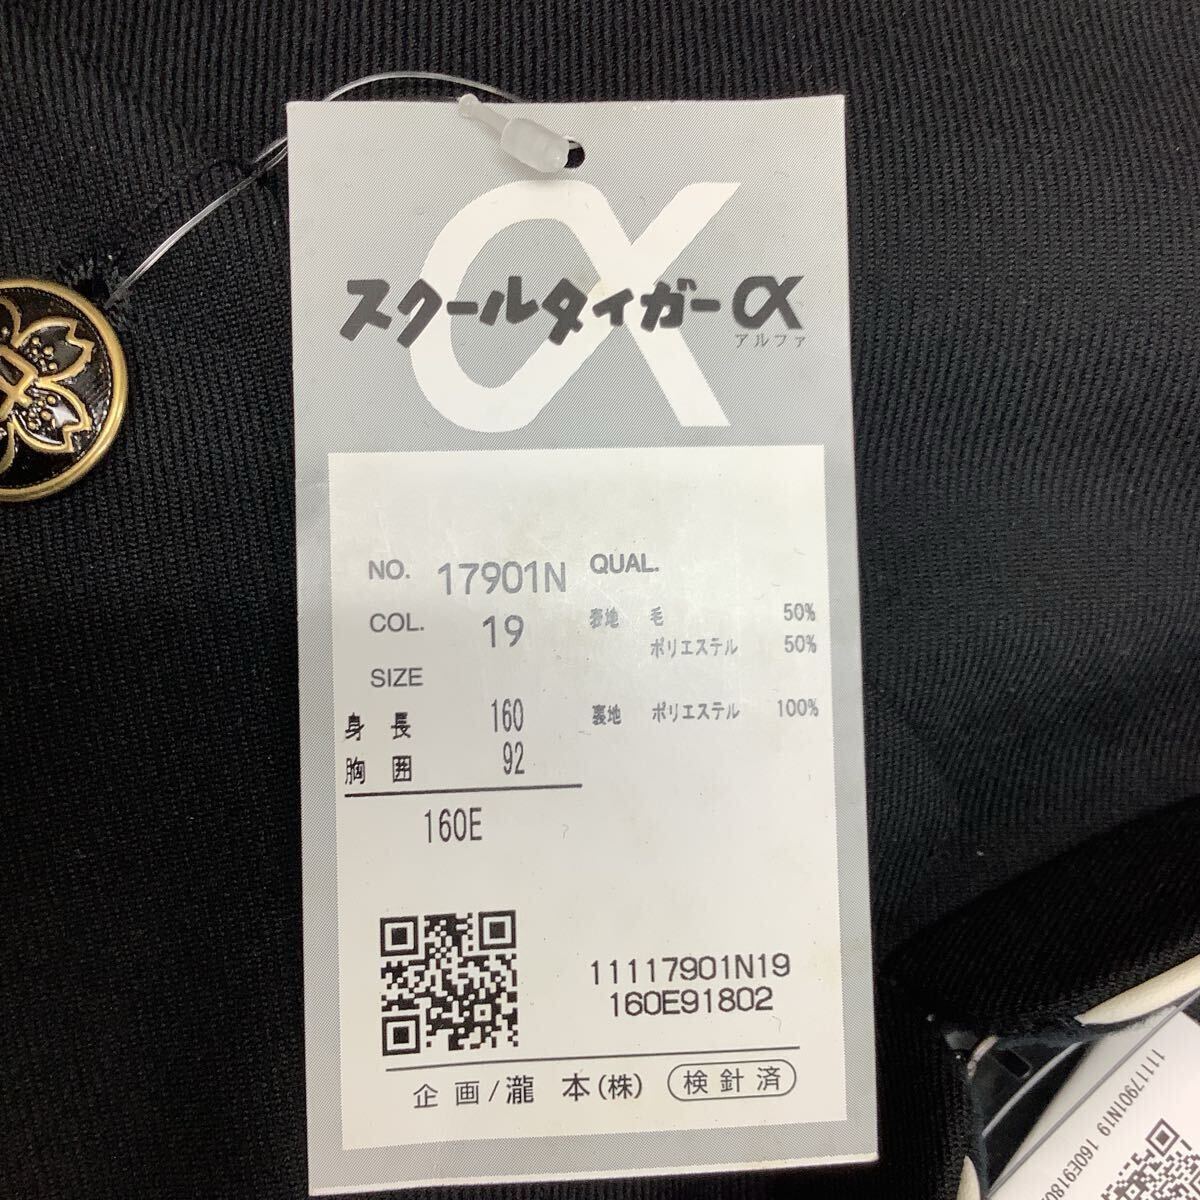 スクールタイガーα
アルファ
NO. 17901N
COL. 19
SIZE
身長 160
胸囲 92
160E
QUAL.
表地 毛 50%
ポリエステル 50%
裏地 ポリエステル 100%
11117901N19
160E91802
企画/瀧本(株) 検針済
11117901N19 160E918